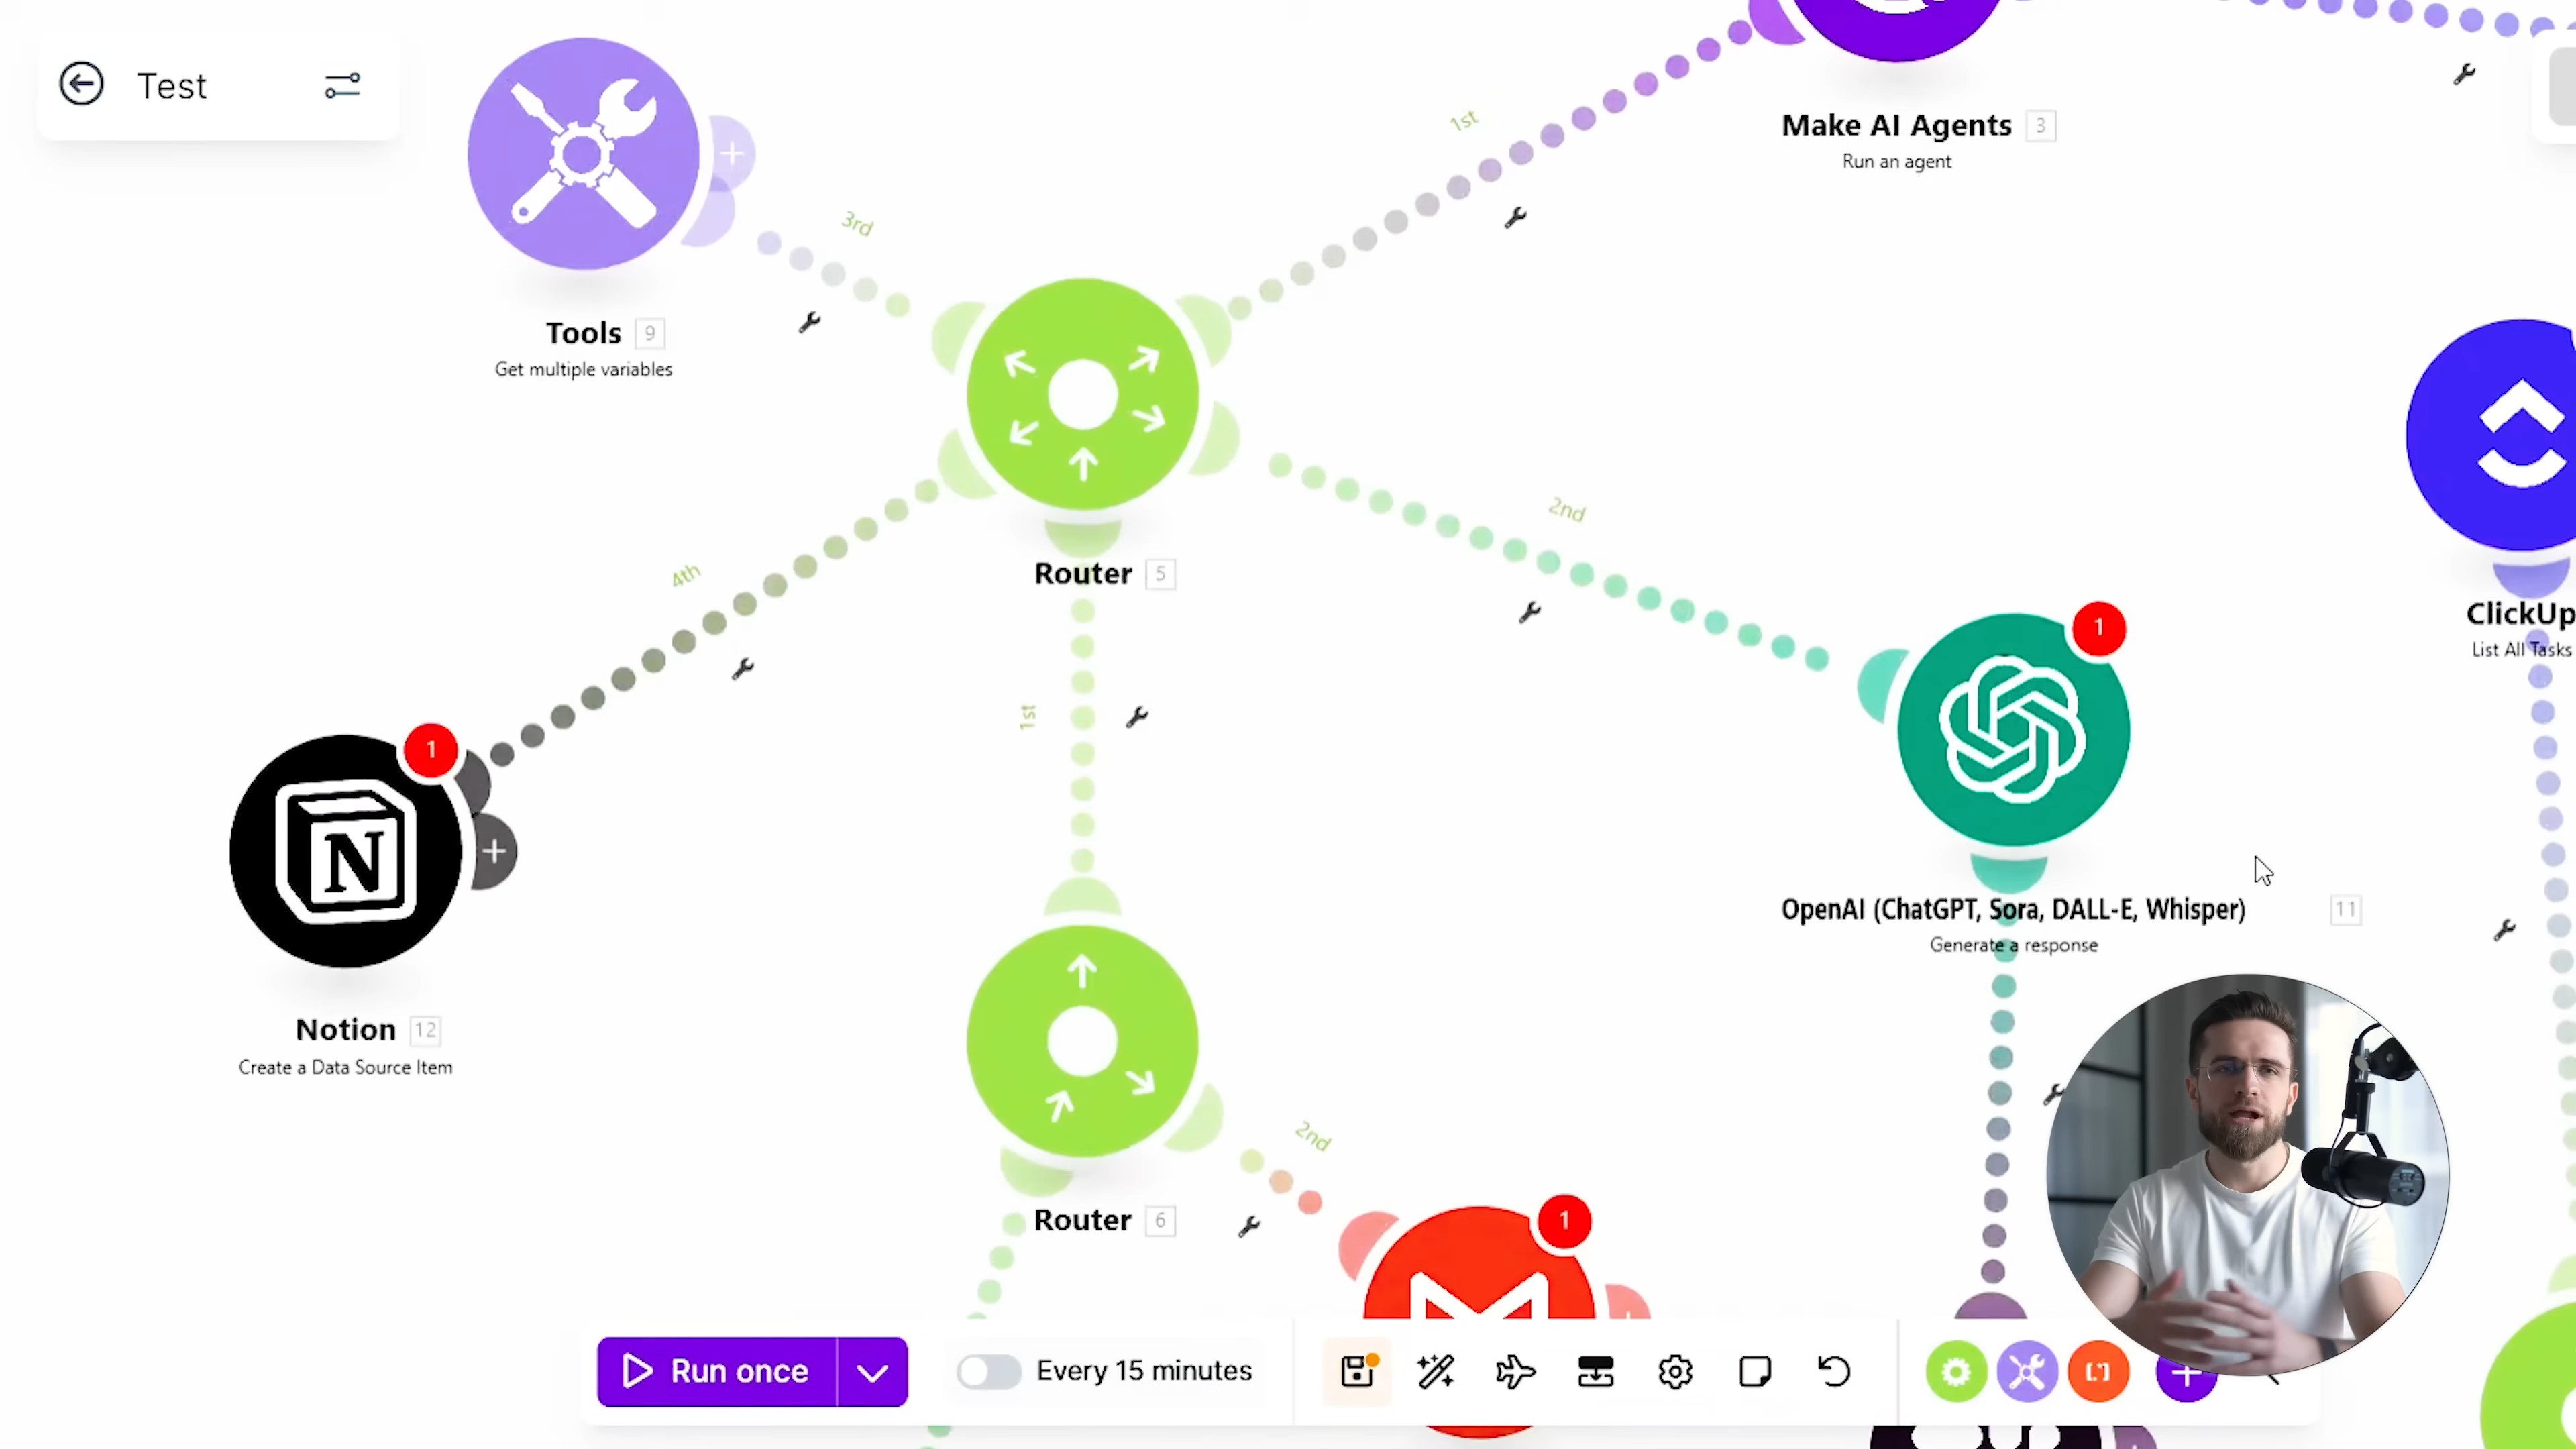 Test
1st
Make AI Agents 3
Run an agent
3rd
Tools 9
Get multiple variables
Router 5
2nd
4th
1
ClickUp
List All Tasks
1st
1
N
OpenAI (ChatGPT, Sora, DALL-E, Whisper) 11
Generate a response
Notion 12
Create a Data Source Item
2nd
Router 6
1
Run once
Every 15 minutes